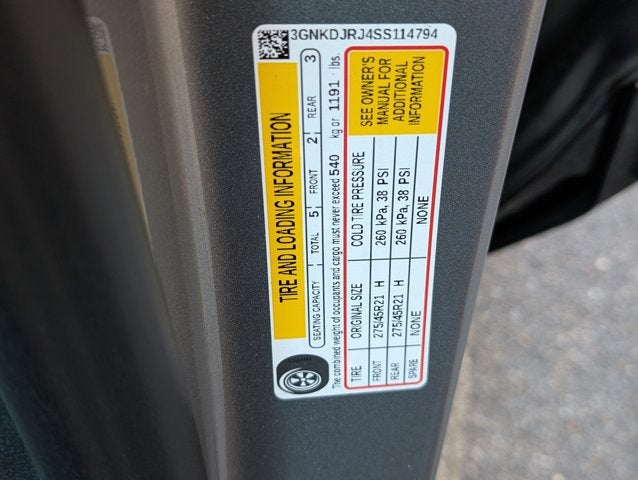 3GNKDJRJ4SS114794
TIRE AND LOADING INFORMATION
SEATING CAPACITY TOTAL 5 FRONT 2 REAR 3
The combined weight of occupants and cargo must never exceed 540 kg or 1191 lbs.
TIRE ORIGINAL SIZE COLD TIRE PRESSURE
FRONT 275/45R21 H 260 kPa, 38 PSI
REAR 275/45R21 H 260 kPa, 38 PSI
SPARE NONE NONE
SEE OWNER'S
MANUAL FOR
ADDITIONAL
INFORMATION